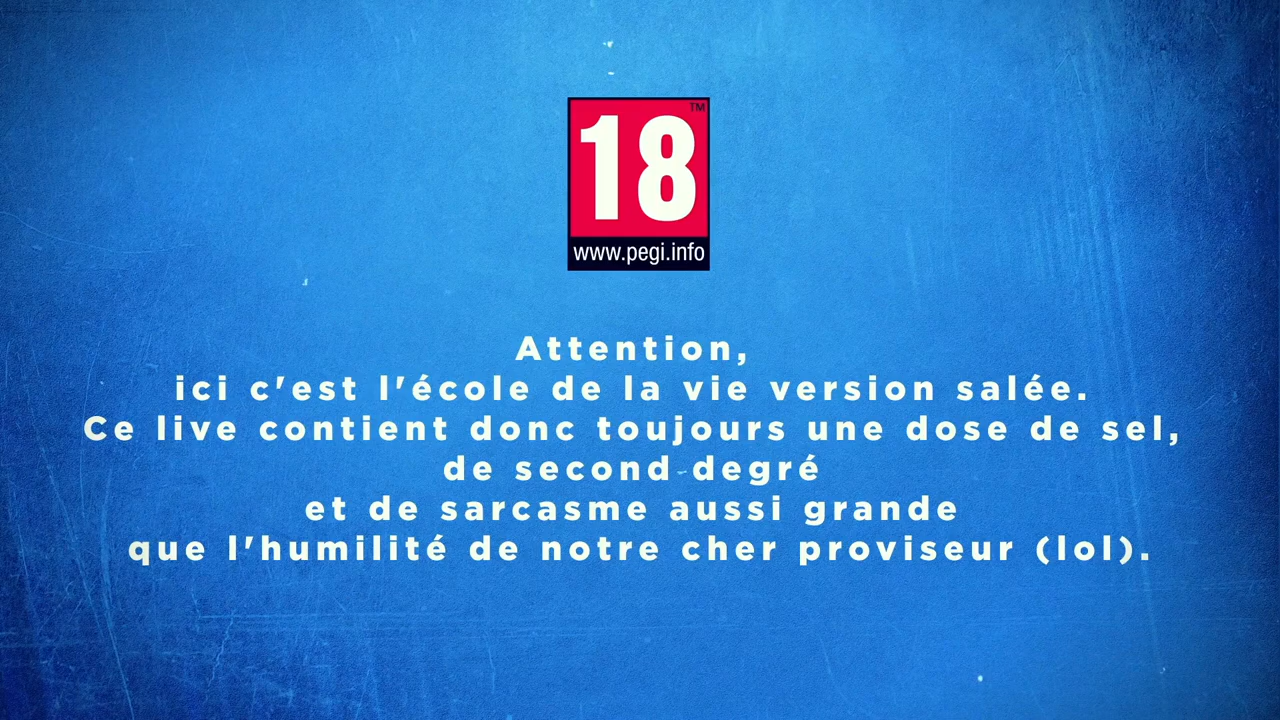 TM
18
www.pegi.info
Attention,
ici c'est l'école de la vie version salée.
Ce live contient donc toujours une dose de sel,
de second degré
et de sarcasme aussi grande
que l'humilité de notre cher proviseur (lol).